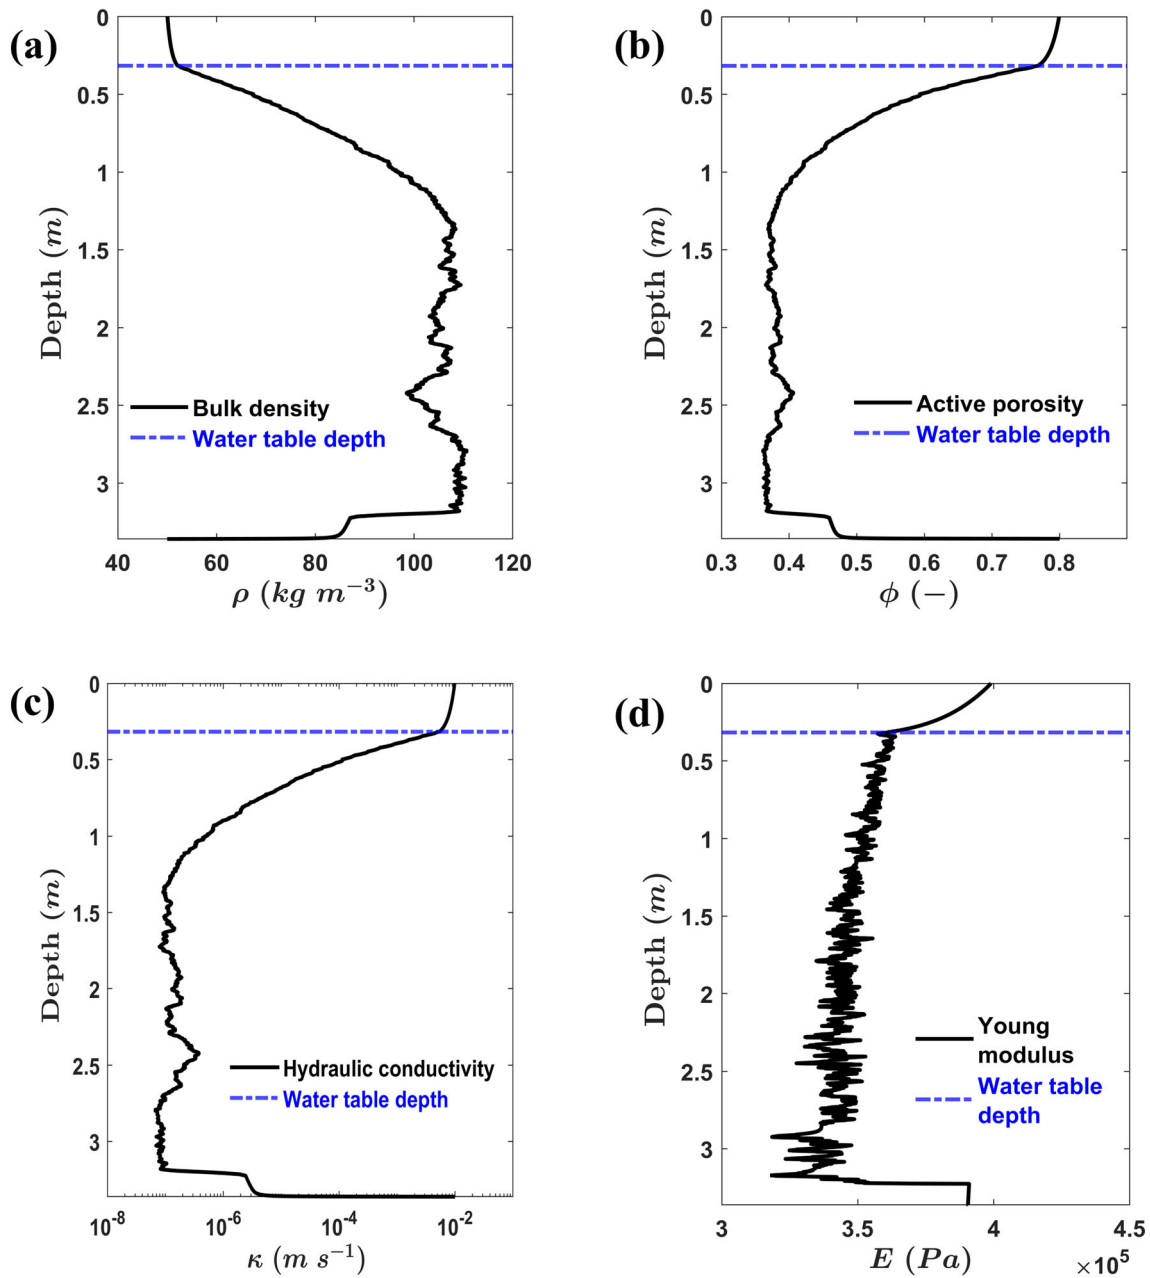 (a)
0
0.5
1
1.5
2
2.5
3
Depth (m)
Bulk density
Water table depth
40 60 80 100 120
ρ (kg m⁻³)
(b)
0
0.5
1
1.5
2
2.5
3
Depth (m)
Active porosity
Water table depth
0.3 0.4 0.5 0.6 0.7 0.8
ϕ (−)
(c)
0
0.5
1
1.5
2
2.5
3
Depth (m)
Hydraulic conductivity
Water table depth
10⁻⁸ 10⁻⁶ 10⁻⁴ 10⁻²
κ (m s⁻¹)
(d)
0
0.5
1
1.5
2
2.5
3
Depth (m)
Young
modulus
Water table
depth
3 3.5 4 4.5
E (Pa)
×10⁵